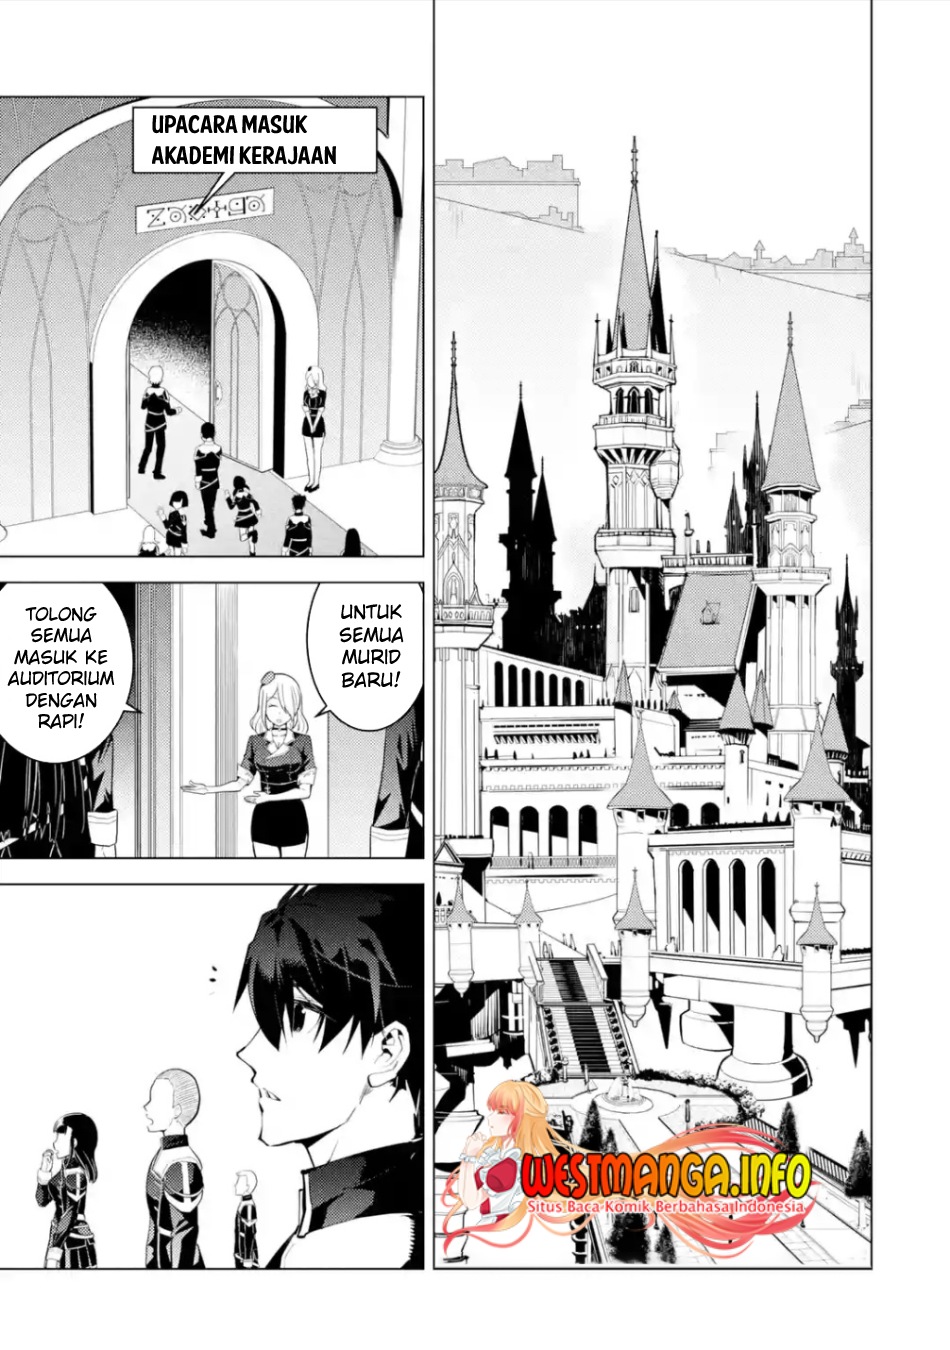 UPACARA MASUK
AKADEMI KERAJAAN
UNTUK
SEMUA
MURID
BARU!
TOLONG
SEMUA
MASUK KE
AUDITORIUM
DENGAN
RAPI!
WESTMANGA.INFO
Situs Baca Komik Berbahasa Indonesia